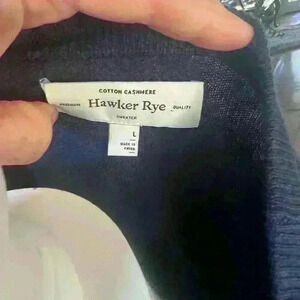 COTTON CASHMERE
Hawker Rye
QUALITY
SWEATER
L
MADE IN
CHINA